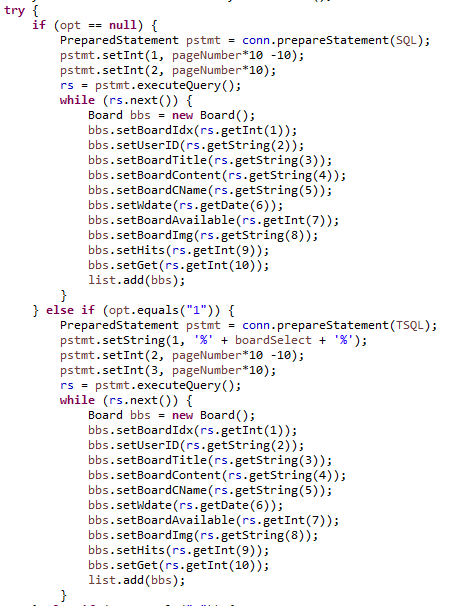 try {
if (opt == null) {
PreparedStatement pstmt = conn.prepareStatement(SQL);
pstmt.setInt(1, pageNumber*10 -10);
pstmt.setInt(2, pageNumber*10);
rs = pstmt.executeQuery();
while (rs.next()) {
Board bbs = new Board();
bbs.setBoardIdx(rs.getInt(1));
bbs.setUserID(rs.getString(2));
bbs.setBoardTitle(rs.getString(3));
bbs.setBoardContent(rs.getString(4));
bbs.setBoardCName(rs.getString(5));
bbs.setWdate(rs.getDate(6));
bbs.setBoardAvailable(rs.getInt(7));
bbs.setBoardImg(rs.getString(8));
bbs.setHits(rs.getInt(9));
bbs.setGet(rs.getInt(10));
list.add(bbs);
}
} else if (opt.equals("1")) {
PreparedStatement pstmt = conn.prepareStatement(TSQL);
pstmt.setString(1, '%' + boardSelect + '%');
pstmt.setInt(2, pageNumber*10 -10);
pstmt.setInt(3, pageNumber*10);
rs = pstmt.executeQuery();
while (rs.next()) {
Board bbs = new Board();
bbs.setBoardIdx(rs.getInt(1));
bbs.setUserID(rs.getString(2));
bbs.setBoardTitle(rs.getString(3));
bbs.setBoardContent(rs.getString(4));
bbs.setBoardCName(rs.getString(5));
bbs.setWdate(rs.getDate(6));
bbs.setBoardAvailable(rs.getInt(7));
bbs.setBoardImg(rs.getString(8));
bbs.setHits(rs.getInt(9));
bbs.setGet(rs.getInt(10));
list.add(bbs);
}